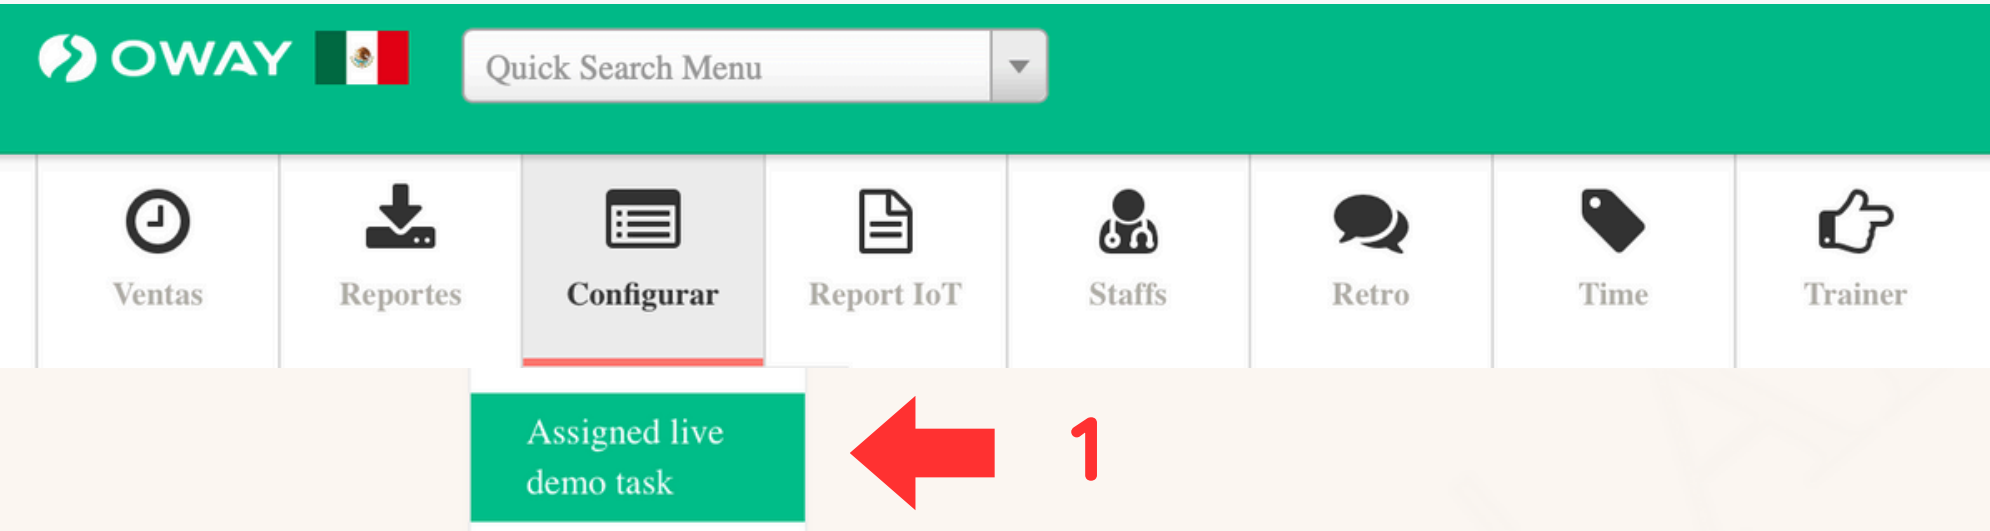 OWAY
Quick Search Menu
Ventas
Reportes
Configurar
Report IoT
Staffs
Retro
Time
Trainer
Assigned live
demo task
1